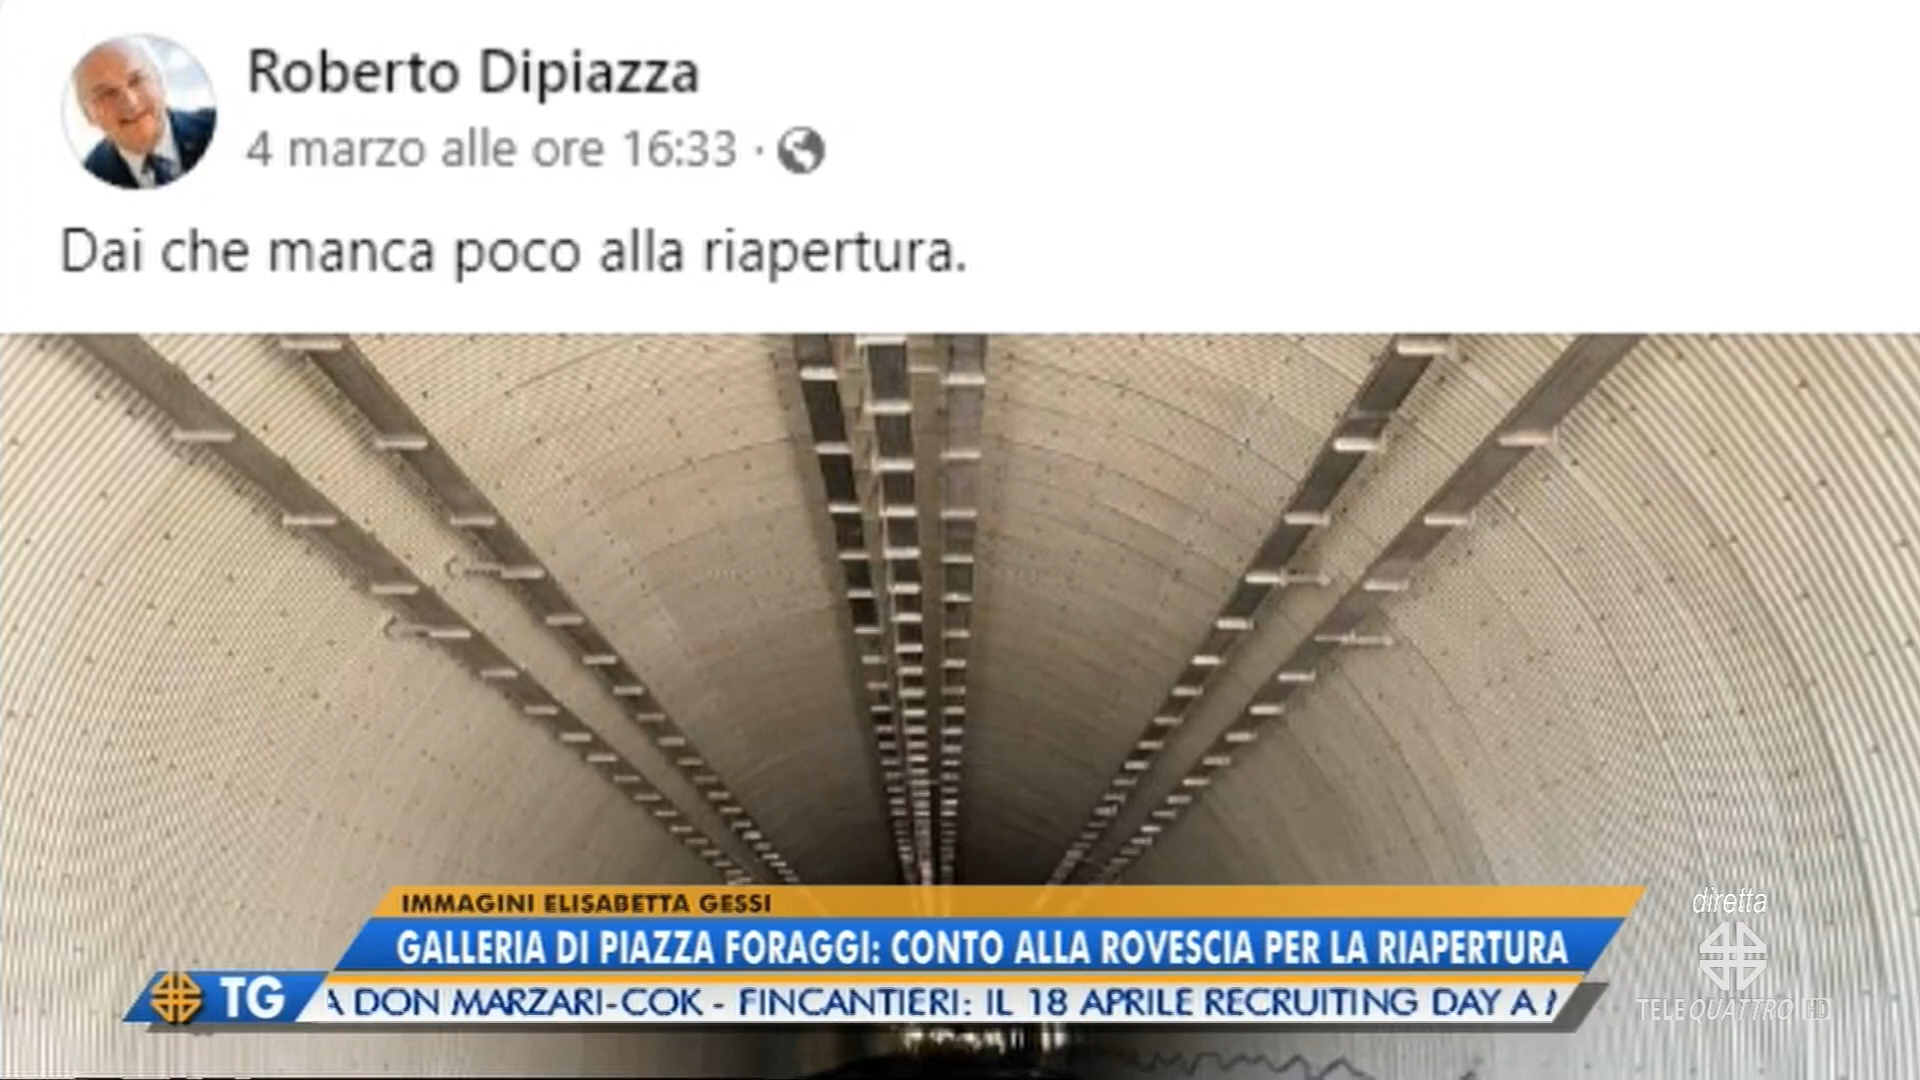 Roberto Dipiazza
4 marzo alle ore 16:33 ·
Dai che manca poco alla riapertura.
IMMAGINI ELISABETTA GESSI
GALLERIA DI PIAZZA FORAGGI: CONTO ALLA ROVESCIA PER LA RIAPERTURA
TG
A DON MARZARI-COK - FINCANTIERI: IL 18 APRILE RECRUITING DAY A
diretta
TELEQUATTRO HD